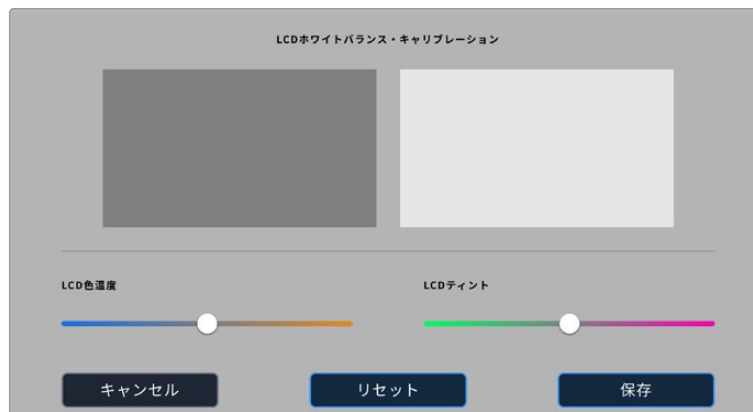 LCDホワイトバランス・キャリブレーション
LCD色温度
LCDティント
キャンセル
リセット
保存